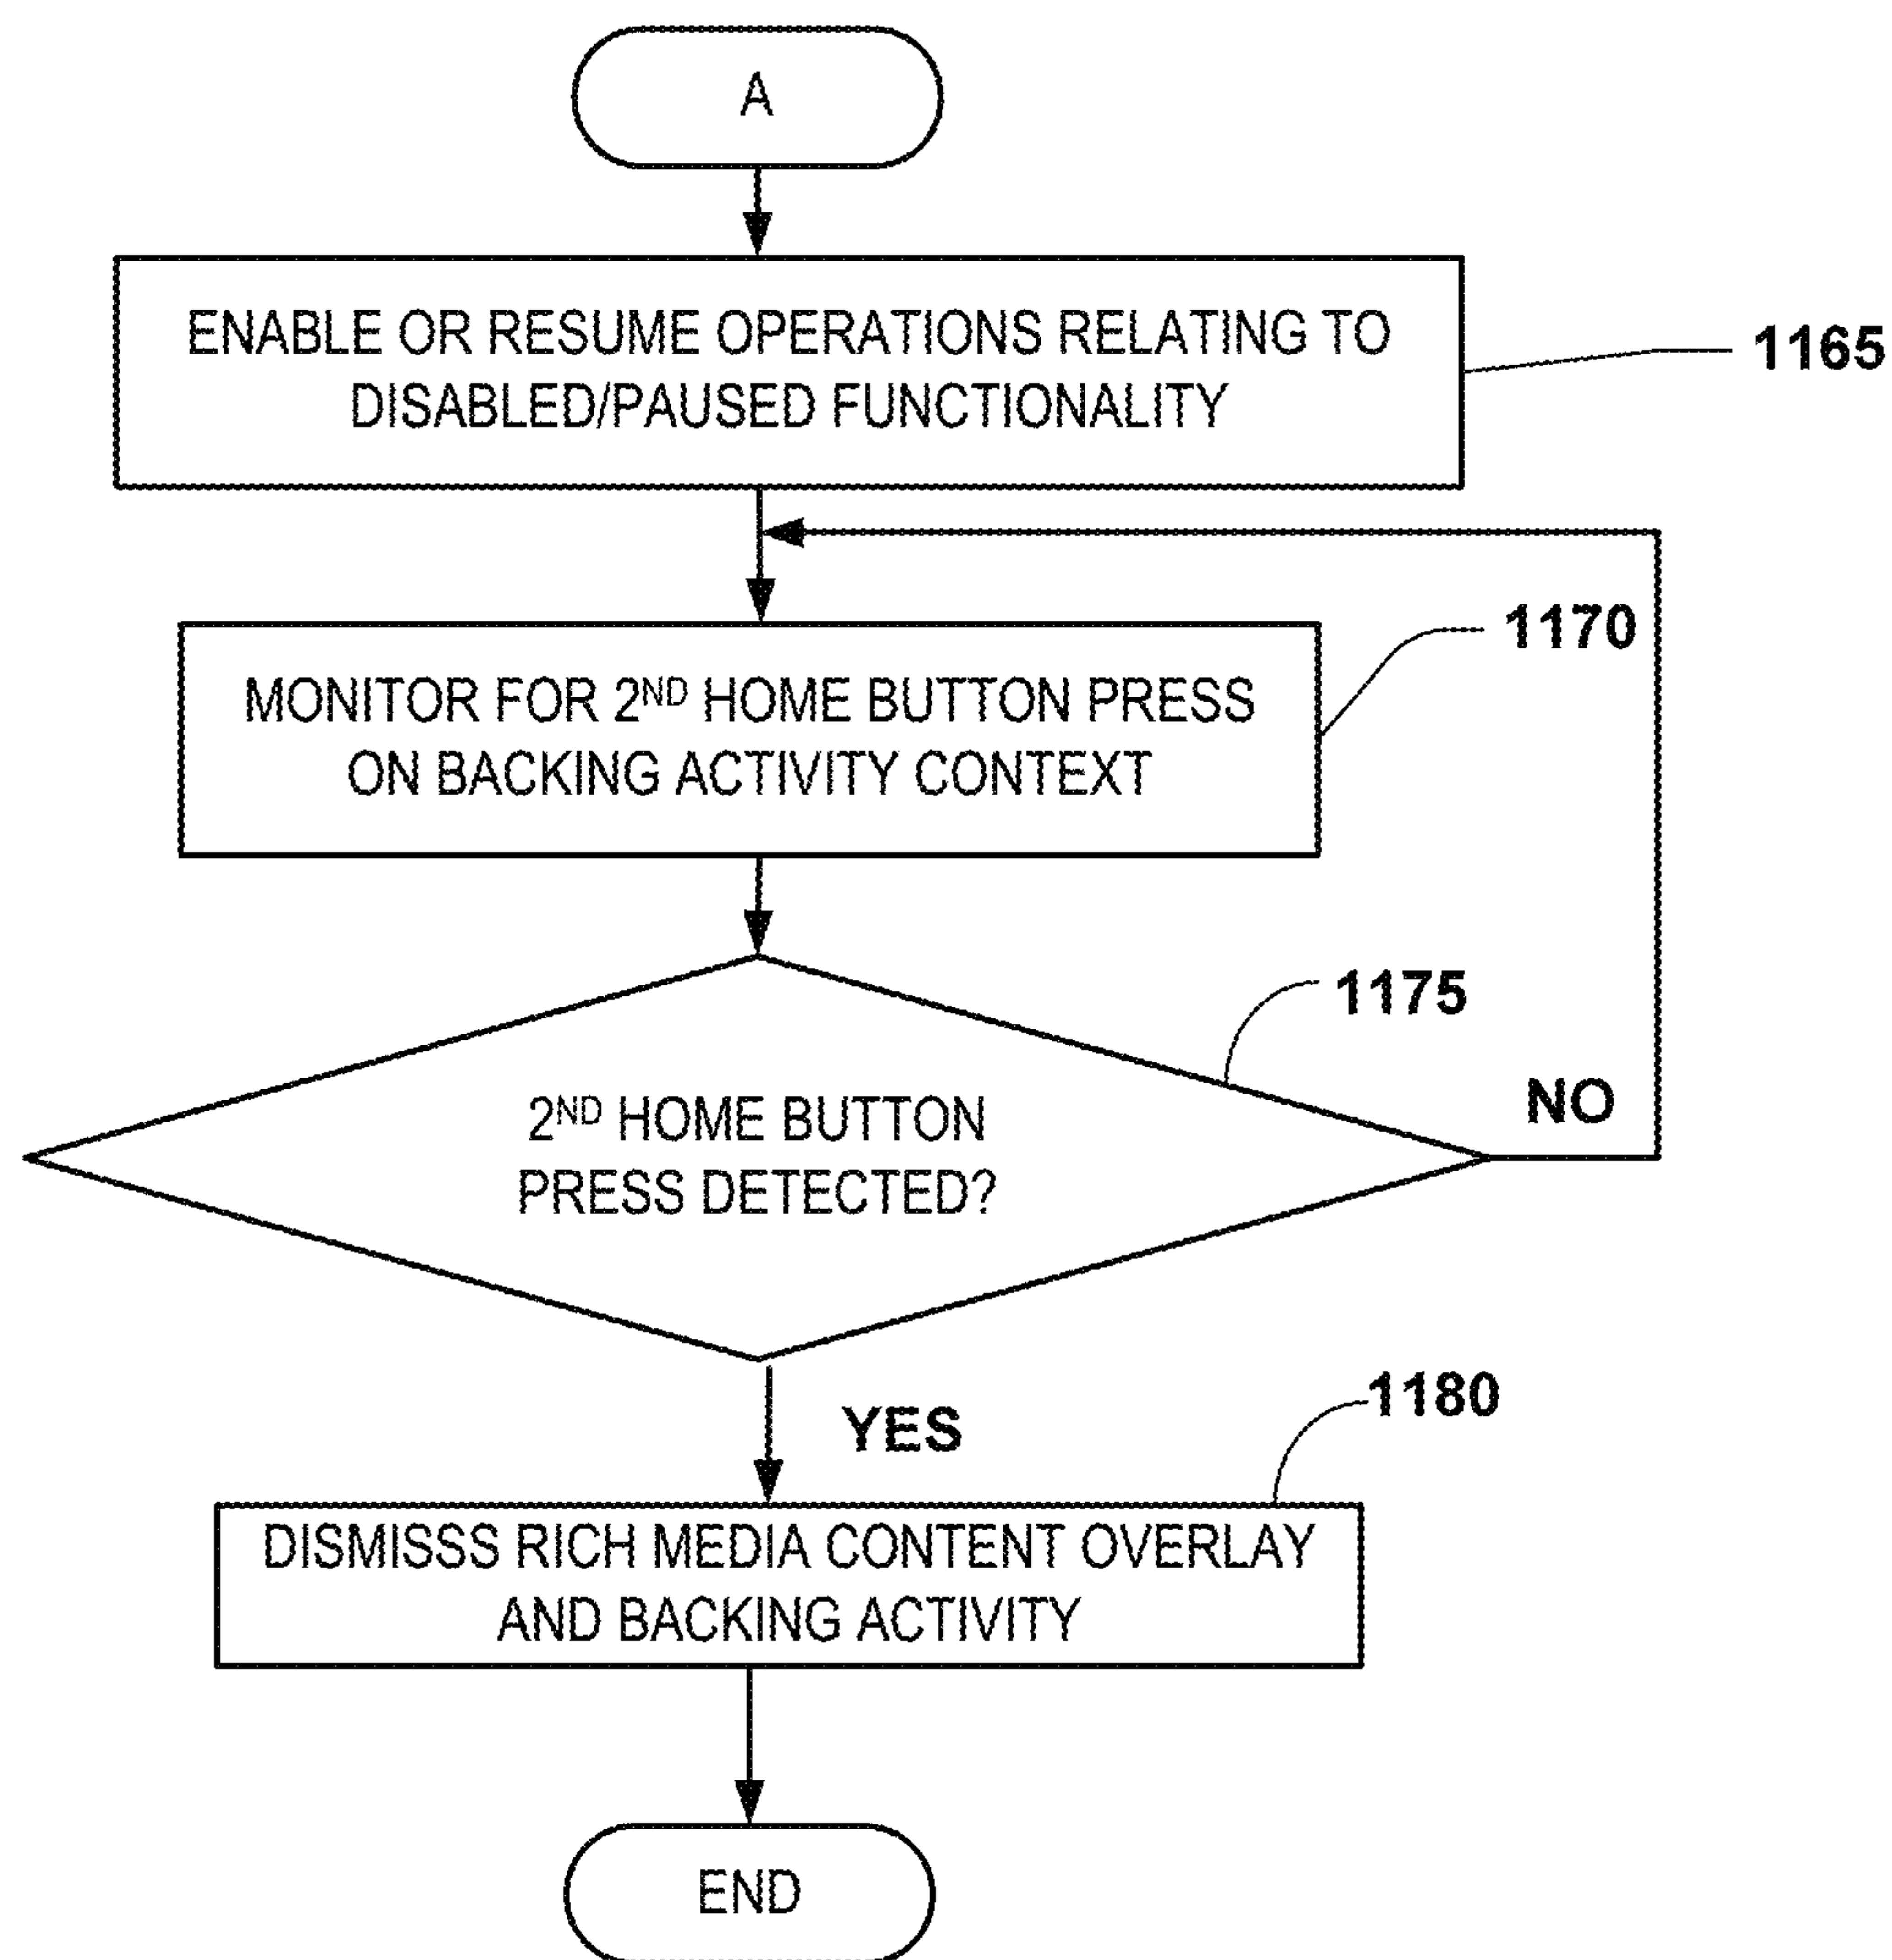 A
ENABLE OR RESUME OPERATIONS RELATING TO
DISABLED/PAUSED FUNCTIONALITY
1165
1170
MONITOR FOR 2ND HOME BUTTON PRESS
ON BACKING ACTIVITY CONTEXT
1175
NO
2ND HOME BUTTON
PRESS DETECTED?
1180
YES
DISMISSS RICH MEDIA CONTENT OVERLAY
AND BACKING ACTIVITY
END